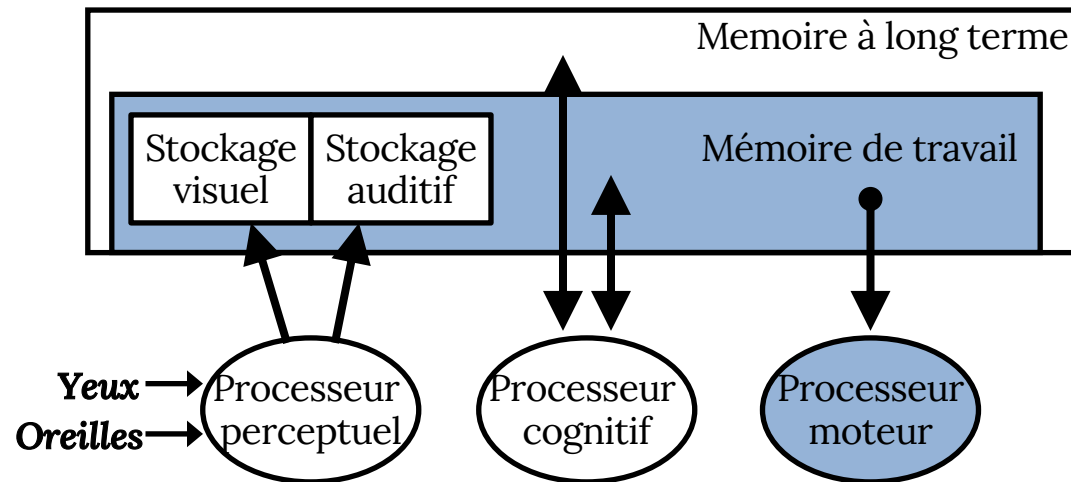 Memoire à long terme
Stockage
visuel
Stockage
auditif
Mémoire de travail
Yeux
Oreilles
Processeur
perceptuel
Processeur
cognitif
Processeur
moteur